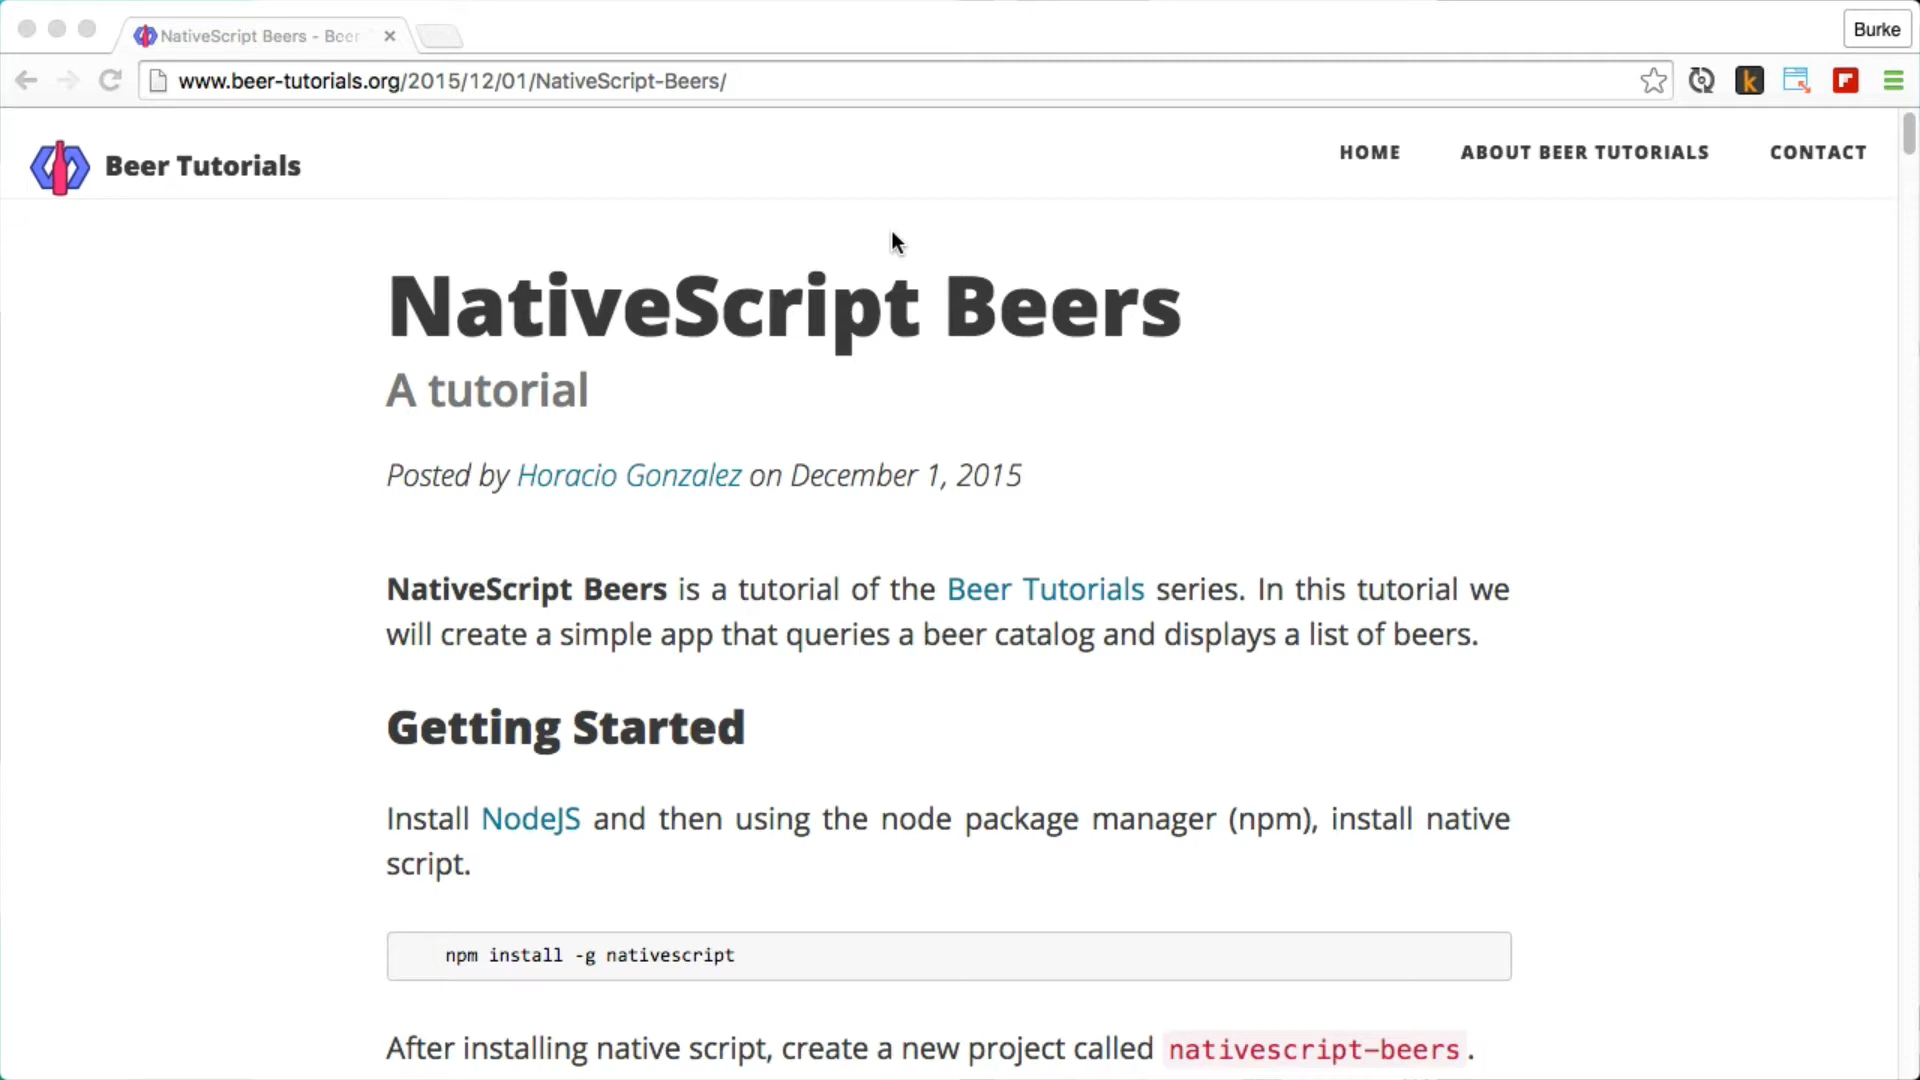 NativeScript Beers - Beer
Burke
www.beer-tutorials.org/2015/12/01/NativeScript-Beers/
Beer Tutorials
HOME ABOUT BEER TUTORIALS CONTACT
NativeScript Beers
A tutorial
Posted by Horacio Gonzalez on December 1, 2015
NativeScript Beers is a tutorial of the Beer Tutorials series. In this tutorial we
will create a simple app that queries a beer catalog and displays a list of beers.
Getting Started
Install NodeJS and then using the node package manager (npm), install native
script.
npm install -g nativescript
After installing native script, create a new project called nativescript-beers.